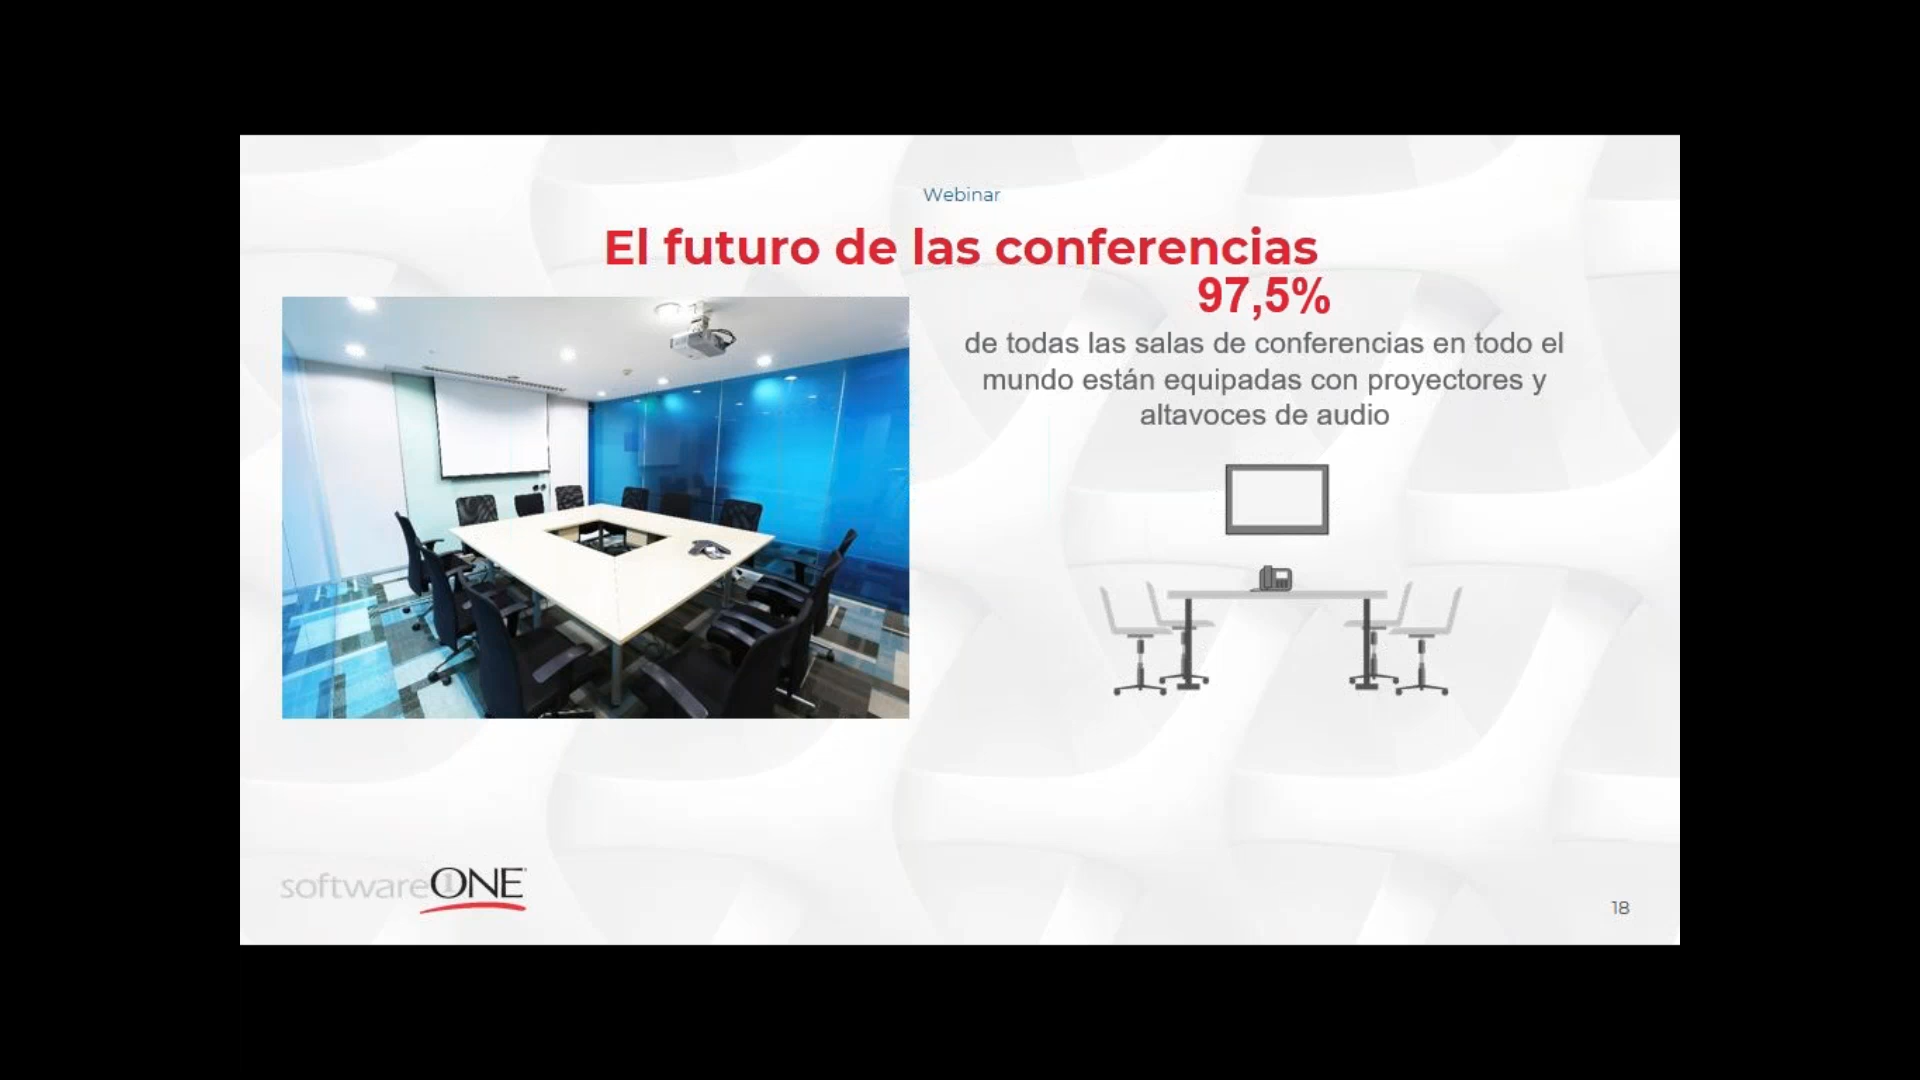 Webinar
El futuro de las conferencias
97,5%
de todas las salas de conferencias en todo el
mundo están equipadas con proyectores y
altavoces de audio
softwareONE
18